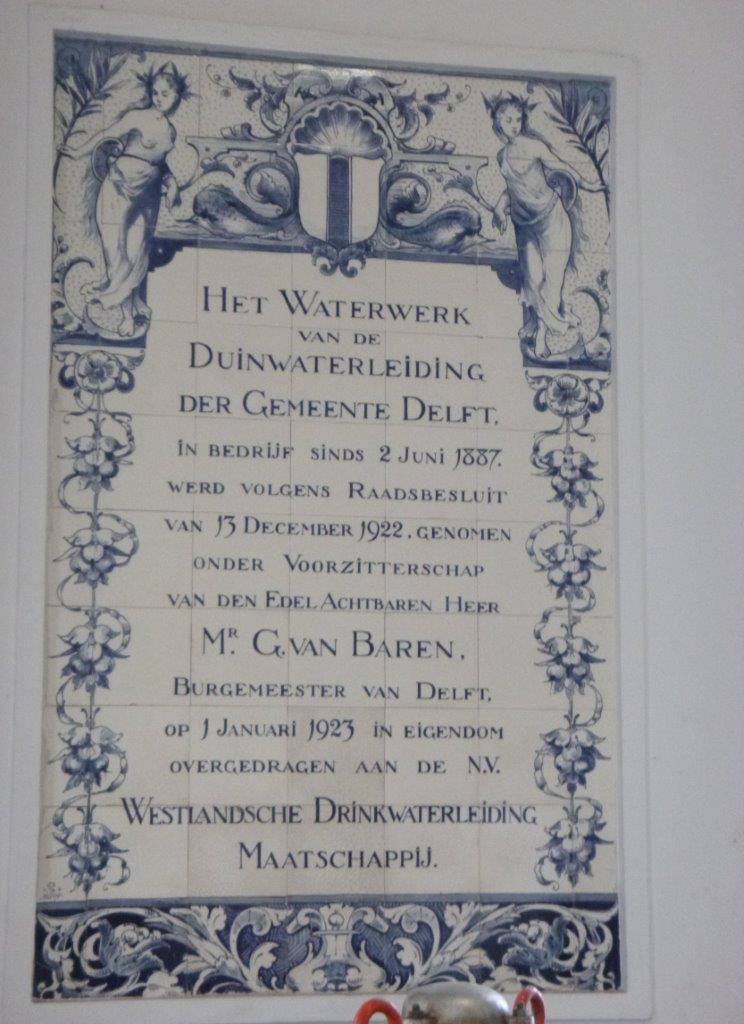 HET WATERWERK
VAN DE
DUINWATERLEIDING
DER GEMEENTE DELFT,
IN BEDRIJF SINDS 2 JUNI 1887.
WERD VOLGENS RAADSBESLUIT
VAN 13 DECEMBER 1922, GENOMEN
ONDER VOORZITTERSCHAP
VAN DEN EDEL ACHTBAREN HEER
MR. G. VAN BAREN,
BURGEMEESTER VAN DELFT,
OP 1 JANUARI 1923 IN EIGENDOM
OVERGEDRAGEN AAN DE N.V.
WESTLANDSCHE DRINKWATERLEIDING
MAATSCHAPPIJ.